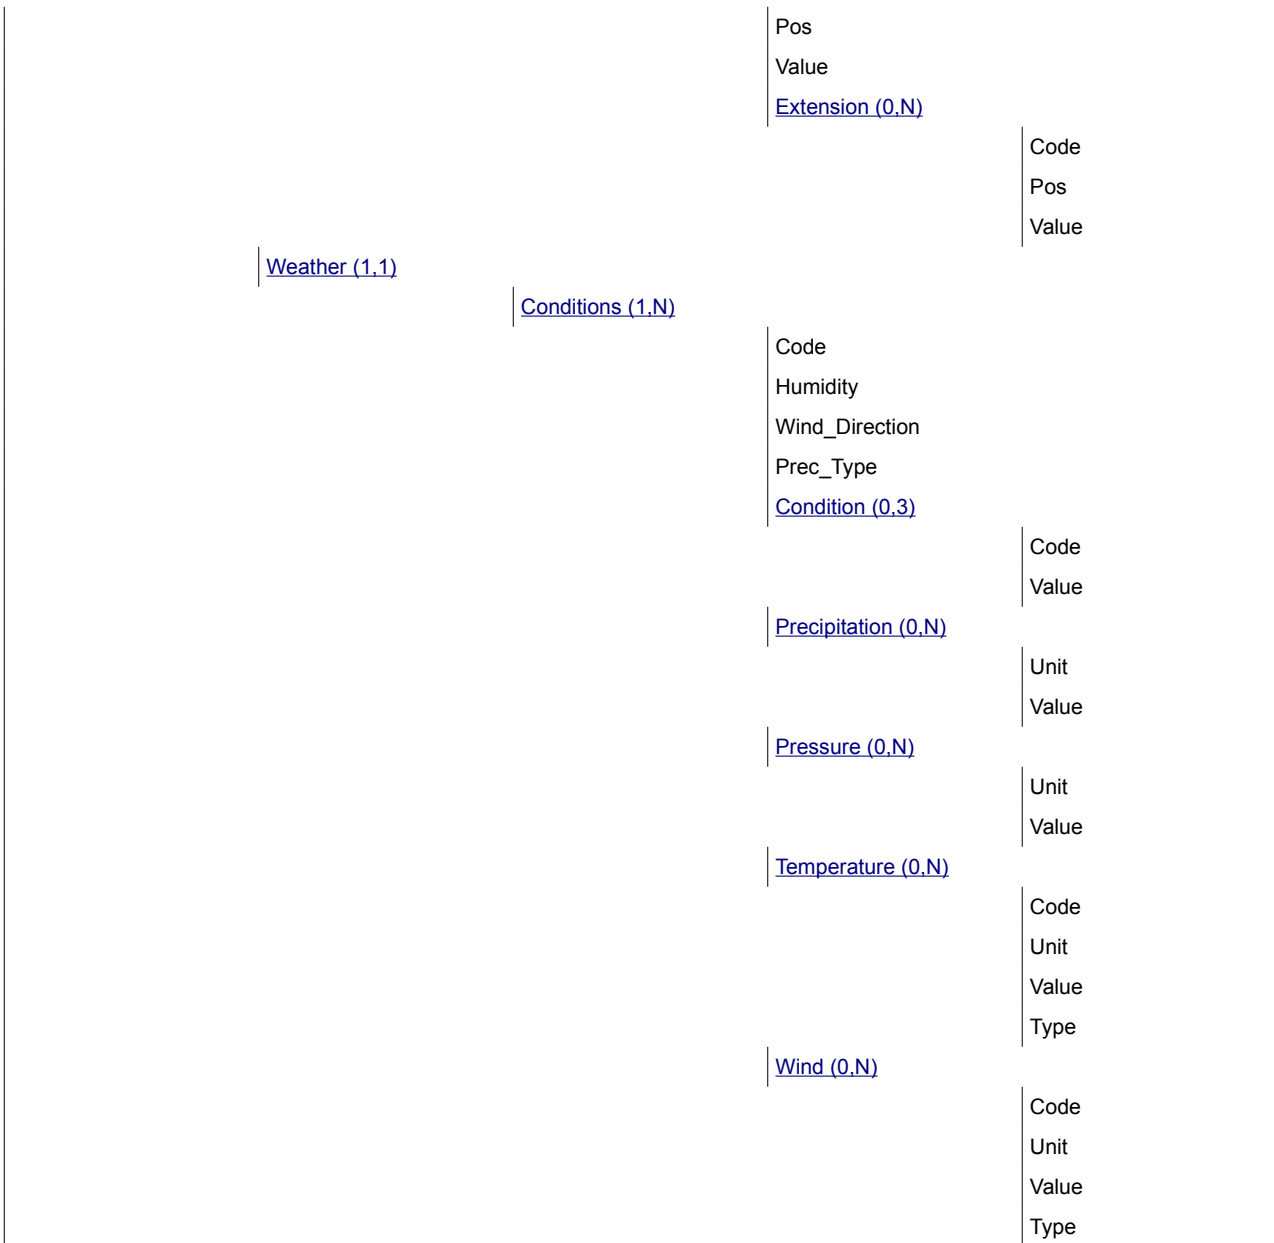 Pos
Value
Extension (0,N)
Code
Pos
Value
Weather (1,1)
Conditions (1,N)
Code
Humidity
Wind_Direction
Prec_Type
Condition (0,3)
Code
Value
Precipitation (0,N)
Unit
Value
Pressure (0,N)
Unit
Value
Temperature (0,N)
Code
Unit
Value
Type
Wind (0,N)
Code
Unit
Value
Type